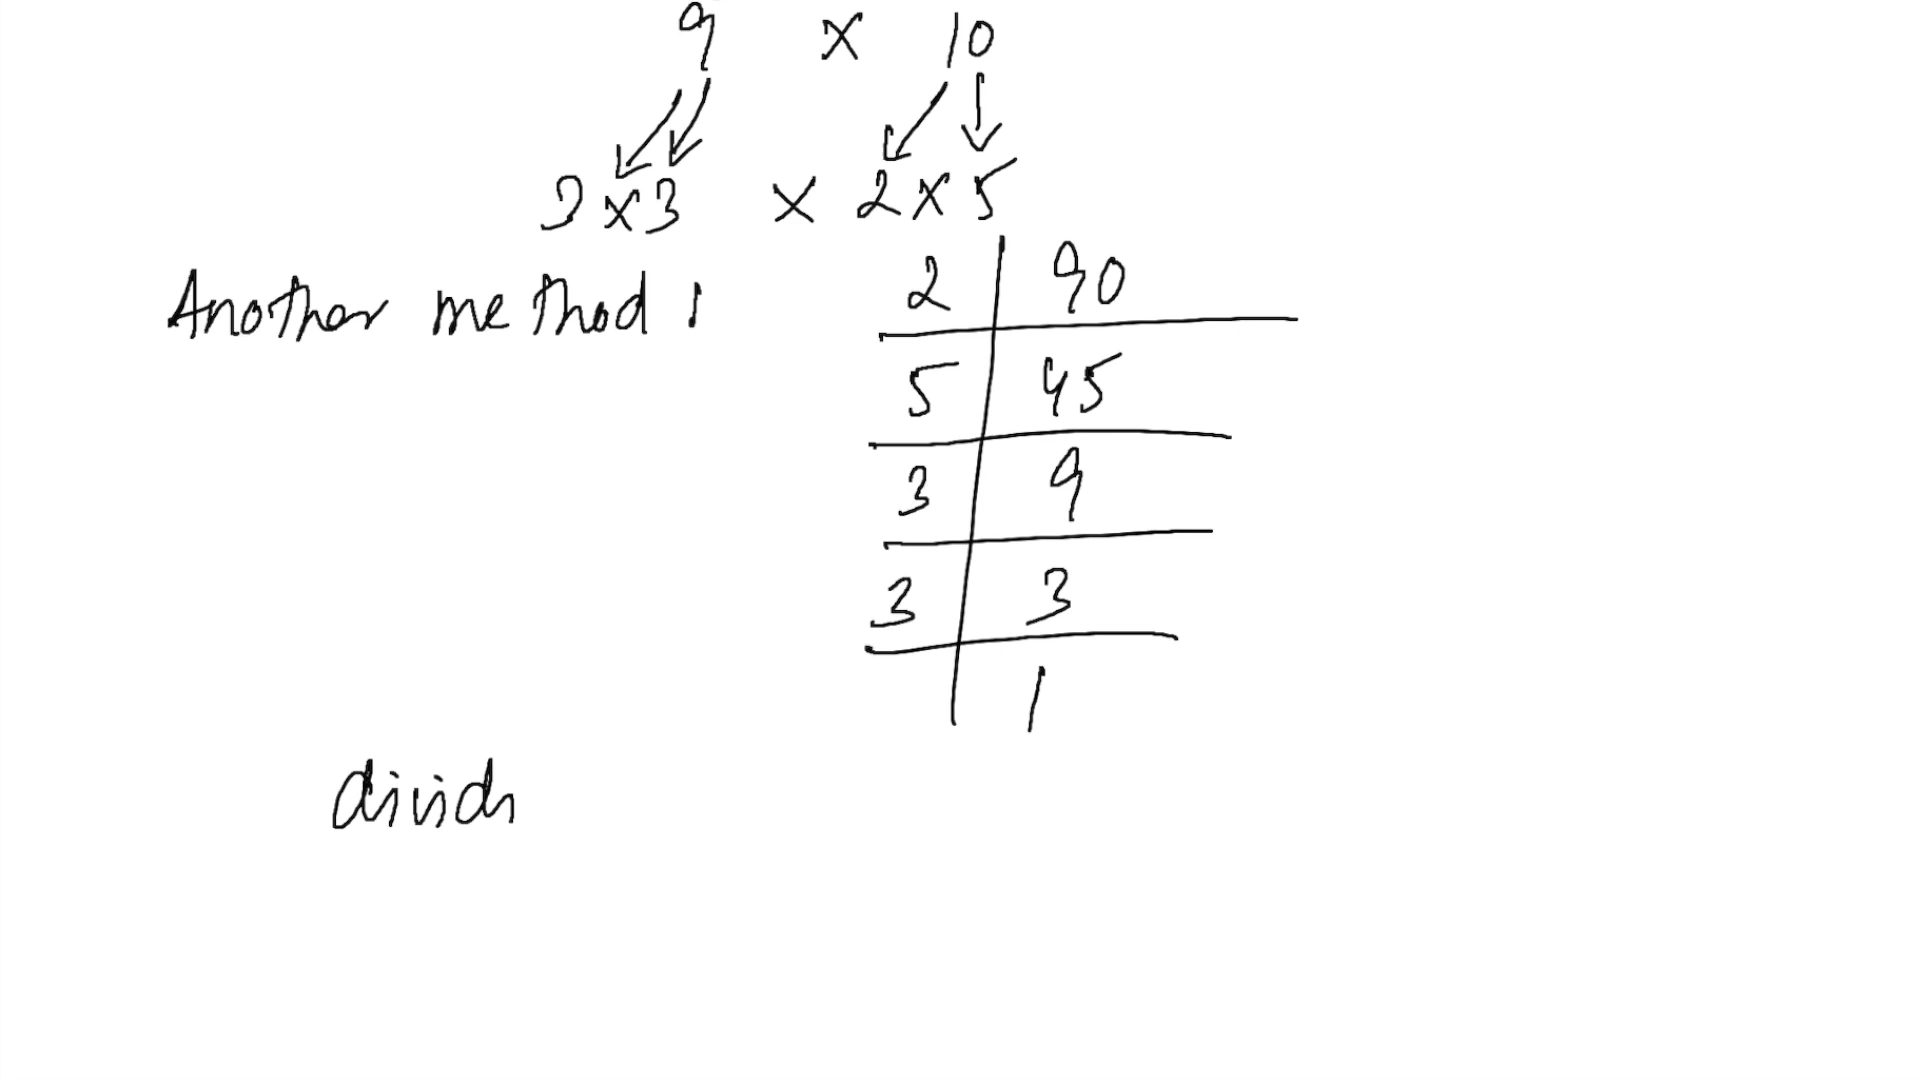 9 x 10
3 x 3 x 2 x 5
Another method :
2 | 90
5 | 45
3 | 9
3 | 3
1
divid